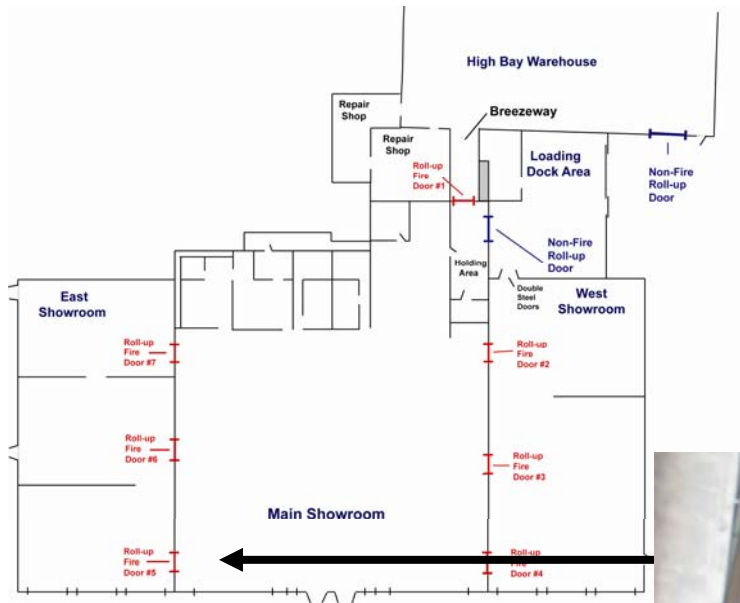 High Bay Warehouse
Repair
Shop
Breezeway
Repair
Shop
Loading
Dock Area
Roll-up
Fire
Door #1
Non-Fire
Roll-up
Door
Non-Fire
Roll-up
Door
Holding
Area
Double
Steel
Doors
East
Showroom
West
Showroom
Roll-up
Fire
Door #7
Roll-up
Fire
Door #2
Roll-up
Fire
Door #6
Roll-up
Fire
Door #3
Main Showroom
Roll-up
Fire
Door #5
Roll-up
Fire
Door #4